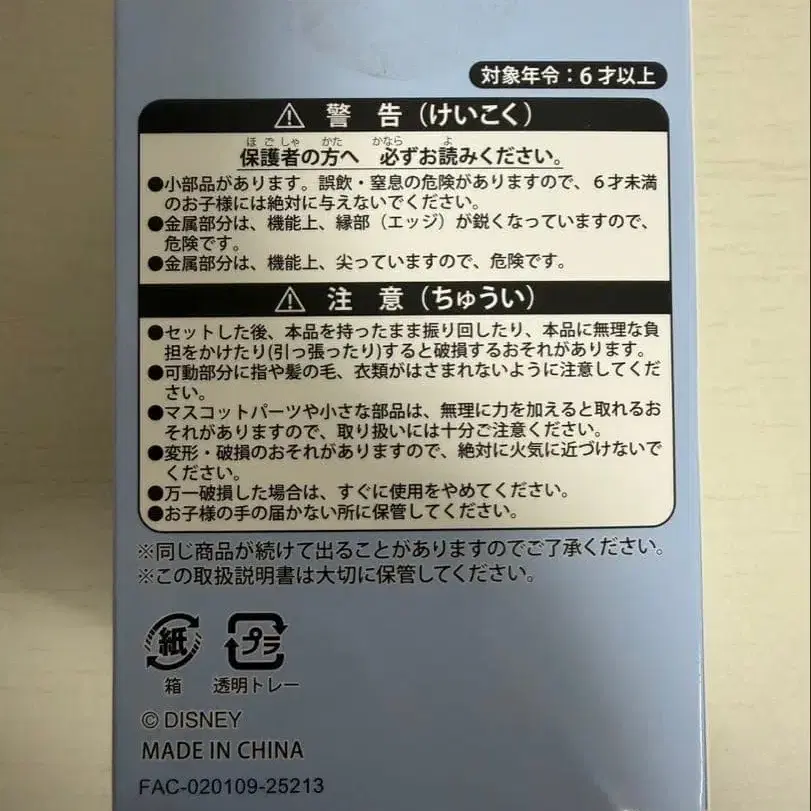 対象年令：6才以上
⚠ 警 告（けいこく）
保護者の方へ 必ずお読みください。
●小部品があります。誤飲・窒息の危険がありますので、6才未満
のお子様には絶対に与えないでください。
●金属部分は、機能上、縁部（エッジ）が鋭くなっていますので、
危険です。
●金属部分は、機能上、尖っていますので、危険です。
⚠ 注 意（ちゅうい）
●セットした後、本品を持ったまま振り回したり、本品に無理な負
担をかけたり(引っ張ったり)すると破損するおそれがあります。
●可動部分に指や髪の毛、衣類がはさまれないように注意してくだ
さい。
●マスコットパーツや小さな部品は、無理に力を加えると取れるお
それがありますので、取り扱いには十分ご注意ください。
●変形・破損のおそれがありますので、絶対に火気に近づけないで
ください。
●万一破損した場合は、すぐに使用をやめてください。
●お子様の手の届かない所に保管してください。
※同じ商品が続けて出ることがありますのでご了承ください。
※この取扱説明書は大切に保管してください。
紙 プラ
箱 透明トレー
© DISNEY
MADE IN CHINA
FAC-020109-25213